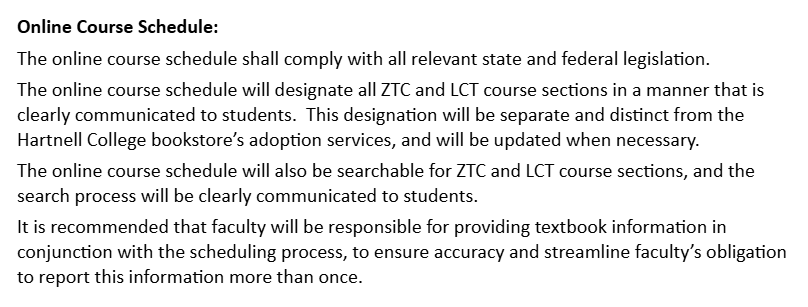 Online Course Schedule:
The online course schedule shall comply with all relevant state and federal legislation.
The online course schedule will designate all ZTC and LCT course sections in a manner that is
clearly communicated to students.  This designation will be separate and distinct from the
Hartnell College bookstore’s adoption services, and will be updated when necessary.
The online course schedule will also be searchable for ZTC and LCT course sections, and the
search process will be clearly communicated to students.
It is recommended that faculty will be responsible for providing textbook information in
conjunction with the scheduling process, to ensure accuracy and streamline faculty’s obligation
to report this information more than once.